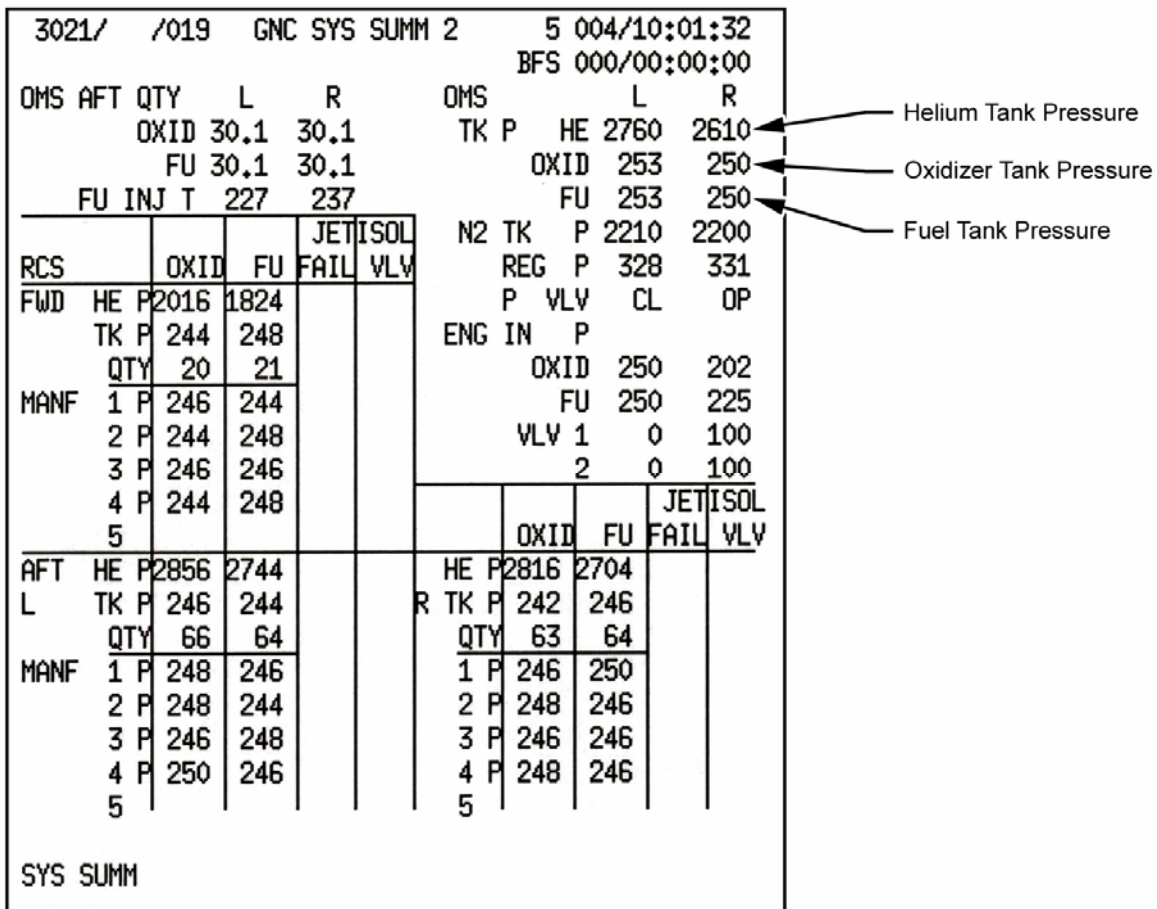 3021/ /019 GNC SYS SUMM 2 5 004/10:01:32
BFS 000/00:00:00
OMS AFT QTY L R
OXID 30.1 30.1
FU 30.1 30.1
FU INJ T 227 237
OMS L R
TK P HE 2760 2610
OXID 253 250
FU 253 250
N2 TK P 2210 2200
REG P 328 331
P VLV CL OP
ENG IN P
OXID 250 202
FU 250 225
VLV 1 0 100
2 0 100
Helium Tank Pressure
Oxidizer Tank Pressure
Fuel Tank Pressure
JET ISOL
RCS OXID FU FAIL VLV
FWD HE P 2016 1824
TK P 244 248
QTY 20 21
MANF 1 P 246 244
2 P 244 248
3 P 246 246
4 P 244 248
5
AFT HE P 2856 2744
L TK P 246 244
QTY 66 64
MANF 1 P 248 246
2 P 248 244
3 P 246 248
4 P 250 246
5
JET ISOL
OXID FU FAIL VLV
HE P 2816 2704
R TK P 242 246
QTY 63 64
1 P 246 250
2 P 248 246
3 P 246 246
4 P 248 246
5
SYS SUMM